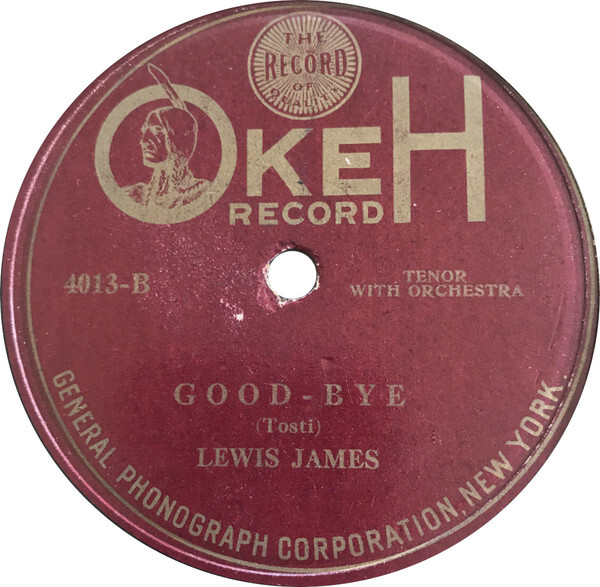 THE
RECORD
OF
QUALITY
OKEH
RECORD
4013-B
TENOR
WITH ORCHESTRA
GOOD-BYE
(Tosti)
LEWIS JAMES
GENERAL PHONOGRAPH CORPORATION, NEW YORK